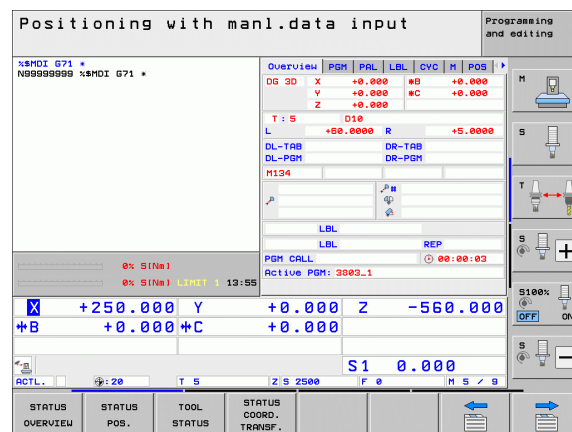 Positioning with manl.data input
Programming
and editing
%$MDI G71 *
N99999999 %$MDI G71 *
Overview PGM PAL LBL CYC M POS
DG 3D X +0.000 *B +0.000
Y +0.000 *C +0.000
Z +0.000
T : 5 D10
L +60.0000 R +5.0000
DL-TAB DR-TAB
DL-PGM DR-PGM
M134
LBL
LBL REP
PGM CALL 00:00:03
Active PGM: 3803_1
0% S[Nm]
0% S[Nm] LIMIT 1 13:55
X +250.000 Y +0.000 Z -560.000
*B +0.000 *C +0.000
S1 0.000
ACTL. : 20 T 5 Z S 2500 F 0 M 5 / 9
M
S
T
S
S100%
OFF ON
S
STATUS
OVERVIEW
STATUS
POS.
TOOL
STATUS
STATUS
COORD.
TRANSF.